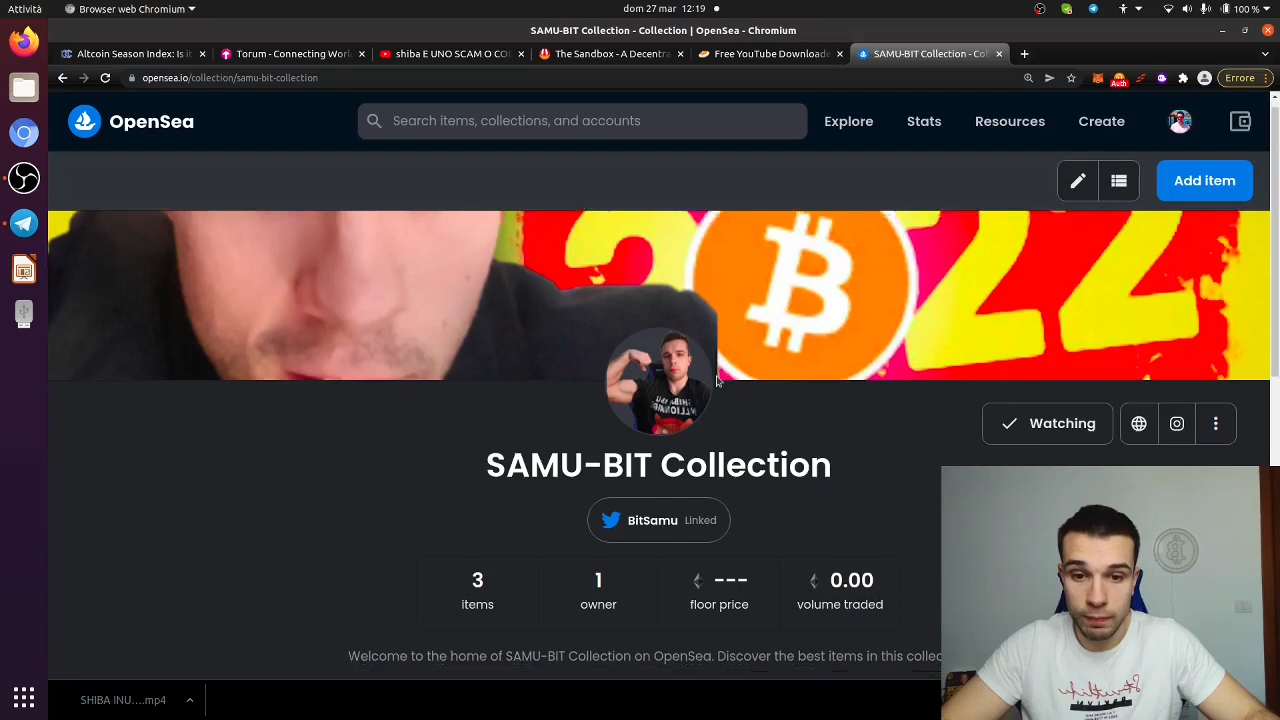 Attività
Browser web Chromium
dom 27 mar 12:19
100 %
SAMU-BIT Collection - Collection | OpenSea - Chromium
Altcoin Season Index: Is it
Torum - Connecting Worl
shiba E UNO SCAM O CO
The Sandbox - A Decentra
Free YouTube Downloade
SAMU-BIT Collection - Coll
opensea.io/collection/samu-bit-collection
Auth
Errore
OpenSea
Search items, collections, and accounts
Explore
Stats
Resources
Create
Add item
2022
Watching
SAMU-BIT Collection
BitSamu Linked
3
items
1
owner
---
floor price
0.00
volume traded
Welcome to the home of SAMU-BIT Collection on OpenSea. Discover the best items in this collec
SHIBA INU....mp4